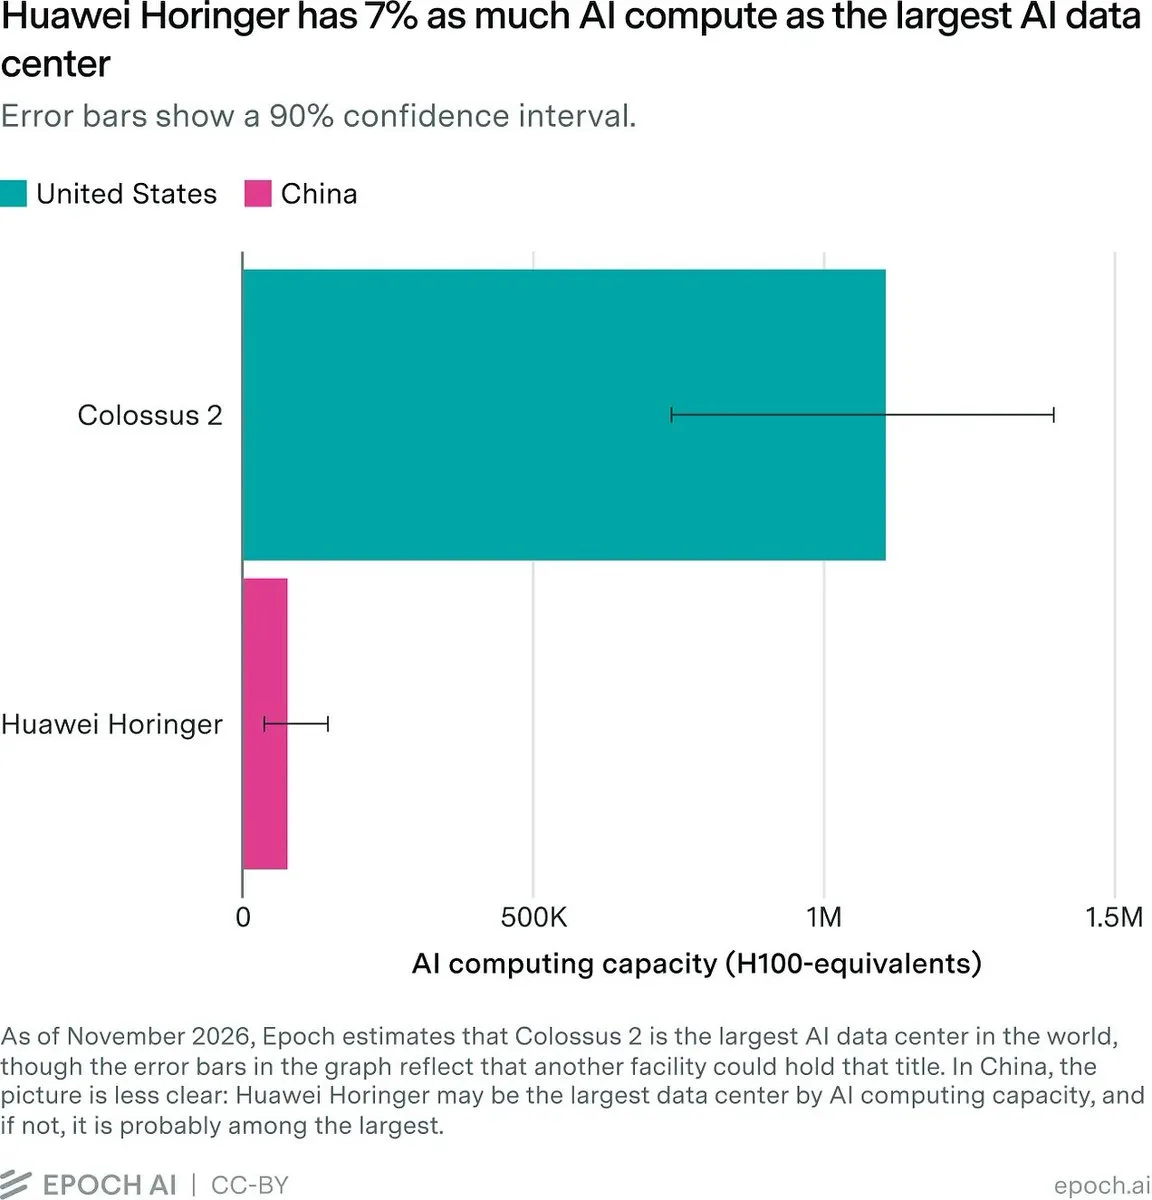 Huawei Horinger has 7% as much AI compute as the largest AI data
center
Error bars show a 90% confidence interval.
United States
China
Colossus 2
Huawei Horinger
0
500K
1M
1.5M
AI computing capacity (H100-equivalents)
As of November 2026, Epoch estimates that Colossus 2 is the largest AI data center in the world,
though the error bars in the graph reflect that another facility could hold that title. In China, the
picture is less clear: Huawei Horinger may be the largest data center by AI computing capacity, and
if not, it is probably among the largest.
EPOCH AI | CC-BY
epoch.ai